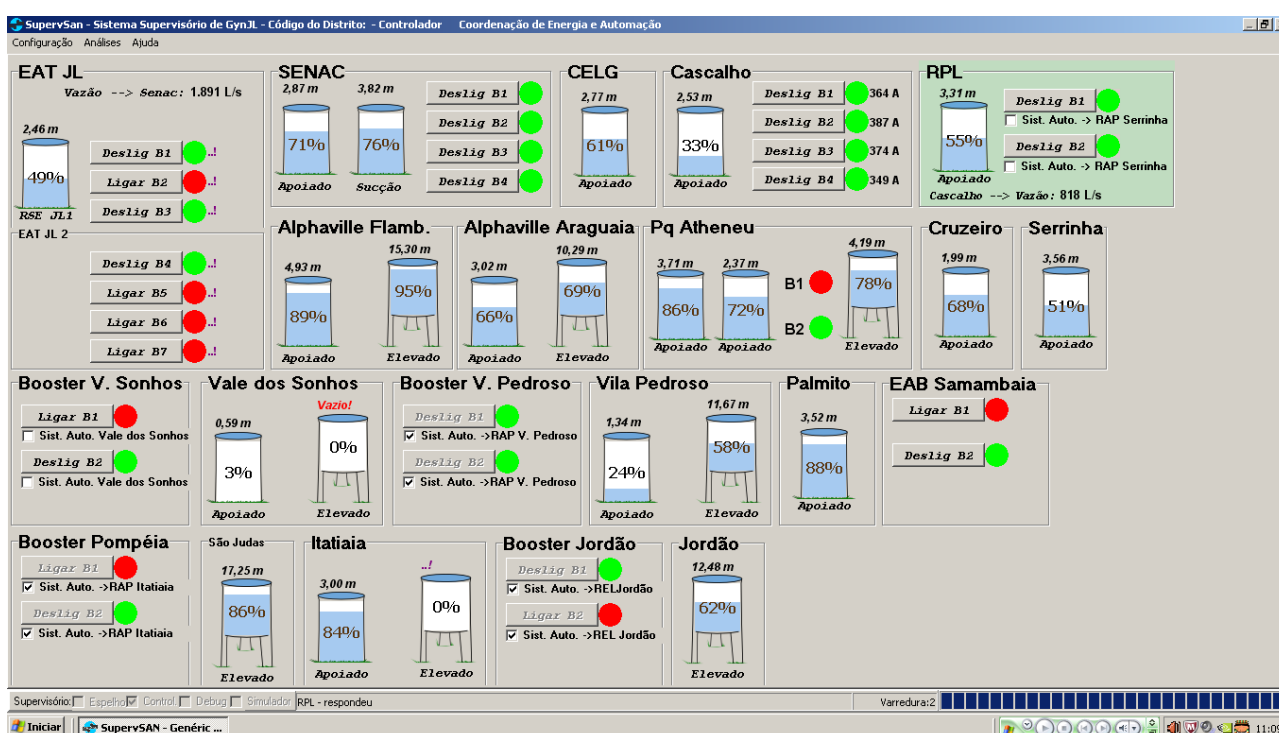 SupervSan - Sistema Supervisório de GynJL - Código do Distrito: - Controlador Coordenação de Energia e Automação
Configuração Análises Ajuda
EAT JL
Vazão --> Senac: 1.891 L/s
2,46 m
49%
RSE JL1
Deslig B1 ..!
Ligar B2 ..!
Deslig B3 ..!
SENAC
2,87 m 3,82 m
71% 76%
Apoiado Sucção
Deslig B1
Deslig B2
Deslig B3
Deslig B4
CELG
2,77 m
61%
Apoiado
Cascalho
2,53 m
33%
Apoiado
Deslig B1 364 A
Deslig B2 387 A
Deslig B3 374 A
Deslig B4 349 A
RPL
3,31 m
55%
Apoiado
Deslig B1
Sist. Auto. -> RAP Serrinha
Deslig B2
Sist. Auto. -> RAP Serrinha
Cascalho --> Vazão: 818 L/s
EAT JL 2
Deslig B4 ..!
Ligar B5 ..!
Ligar B6 ..!
Ligar B7 ..!
Alphaville Flamb.
4,93 m 15,30 m
89% 95%
Apoiado Elevado
Alphaville Araguaia
3,02 m 10,29 m
66% 69%
Apoiado Elevado
Pq Atheneu
3,71 m 2,37 m 4,19 m
86% 72% 78%
B1
B2
Apoiado Apoiado Elevado
Cruzeiro
1,99 m
68%
Apoiado
Serrinha
3,56 m
51%
Apoiado
Booster V. Sonhos
Ligar B1
Sist. Auto. Vale dos Sonhos
Deslig B2
Sist. Auto. Vale dos Sonhos
Vale dos Sonhos
0,59 m Vazio!
3% 0%
Apoiado Elevado
Booster V. Pedroso
Deslig B1
Sist. Auto. ->RAP V. Pedroso
Deslig B2
Sist. Auto. ->RAP V. Pedroso
Vila Pedroso
1,34 m 11,67 m
24% 58%
Apoiado Elevado
Palmito
3,52 m
88%
Apoiado
EAB Samambaia
Ligar B1
Deslig B2
Booster Pompéia
Ligar B1
Sist. Auto. ->RAP Itatiaia
Deslig B2
Sist. Auto. ->RAP Itatiaia
São Judas
17,25 m
86%
Elevado
Itatiaia
3,00 m ..!
84% 0%
Apoiado Elevado
Booster Jordão
Deslig B1
Sist. Auto. ->RELJordão
Ligar B2
Sist. Auto. ->REL Jordão
Jordão
12,48 m
62%
Elevado
Supervisório: Espelho Control. Debug Simulador RPL - respondeu Varredura:2
Iniciar SupervSAN - Genéric ...